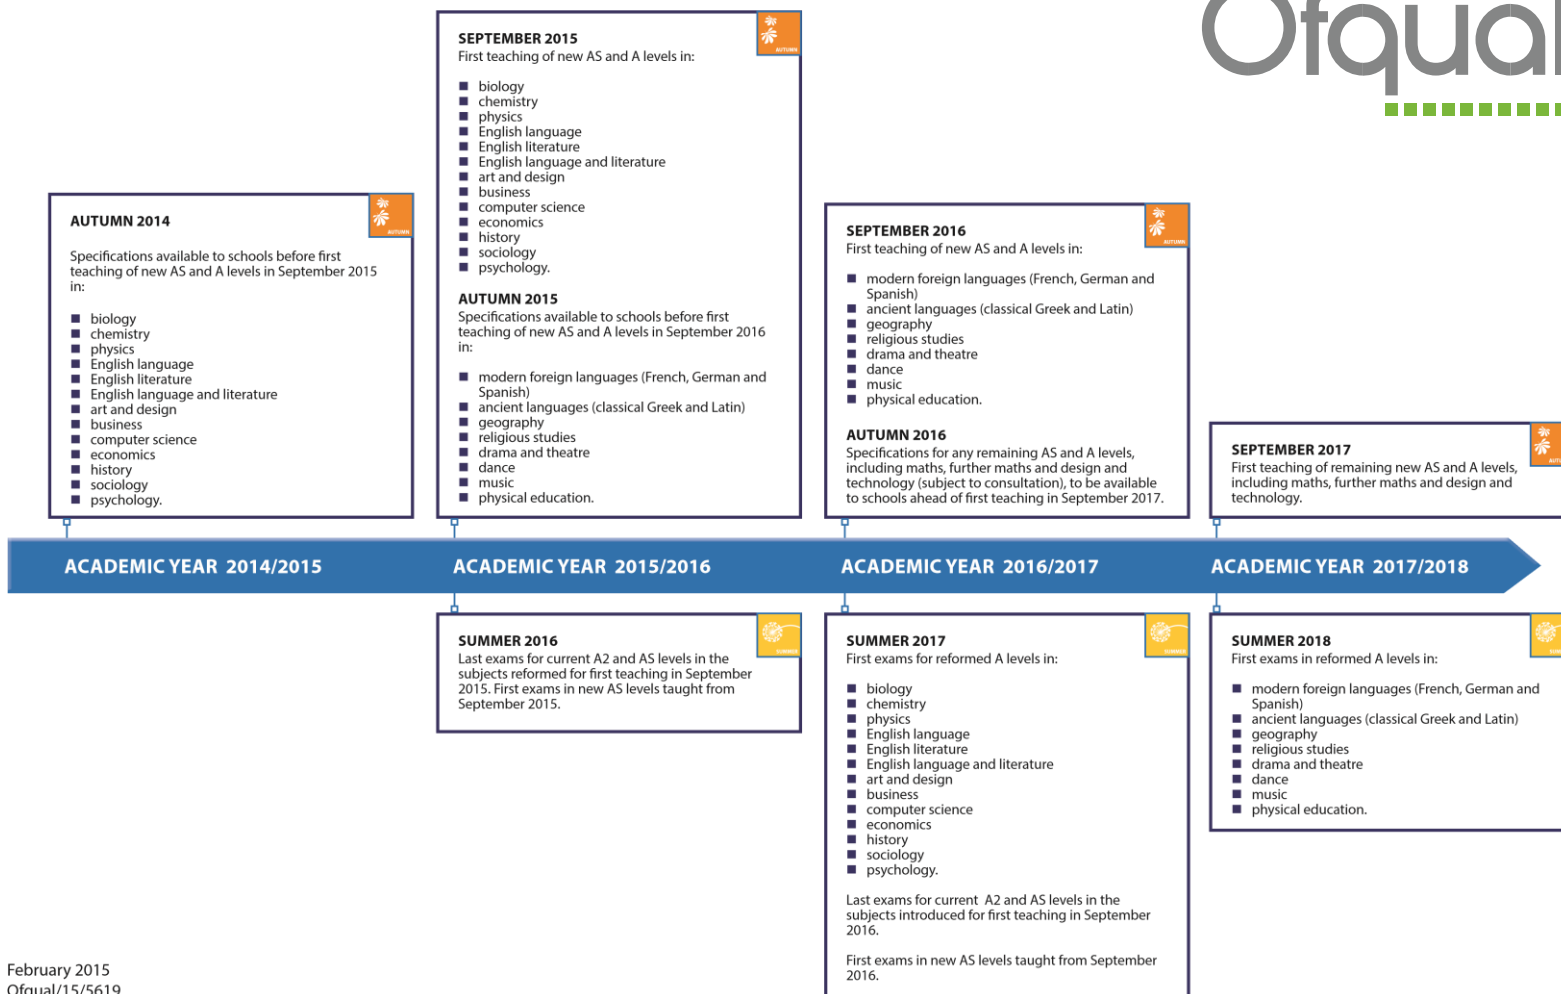 Ofqual
AUTUMN 2014
AUTUMN
Specifications available to schools before first
teaching of new AS and A levels in September 2015
in:
biology
chemistry
physics
English language
English literature
English language and literature
art and design
business
computer science
economics
history
sociology
psychology.
SEPTEMBER 2015
AUTUMN
First teaching of new AS and A levels in:
biology
chemistry
physics
English language
English literature
English language and literature
art and design
business
computer science
economics
history
sociology
psychology.
AUTUMN 2015
Specifications available to schools before first
teaching of new AS and A levels in September 2016
in:
modern foreign languages (French, German and
Spanish)
ancient languages (classical Greek and Latin)
geography
religious studies
drama and theatre
dance
music
physical education.
SEPTEMBER 2016
AUTUMN
First teaching of new AS and A levels in:
modern foreign languages (French, German and
Spanish)
ancient languages (classical Greek and Latin)
geography
religious studies
drama and theatre
dance
music
physical education.
AUTUMN 2016
Specifications for any remaining AS and A levels,
including maths, further maths and design and
technology (subject to consultation), to be available
to schools ahead of first teaching in September 2017.
SEPTEMBER 2017
First teaching of remaining new AS and A levels,
including maths, further maths and design and
technology.
ACADEMIC YEAR 2014/2015
ACADEMIC YEAR 2015/2016
ACADEMIC YEAR 2016/2017
ACADEMIC YEAR 2017/2018
SUMMER 2016
SUMMER
Last exams for current A2 and AS levels in the
subjects reformed for first teaching in September
2015. First exams in new AS levels taught from
September 2015.
SUMMER 2017
SUMMER
First exams for reformed A levels in:
biology
chemistry
physics
English language
English literature
English language and literature
art and design
business
computer science
economics
history
sociology
psychology.
Last exams for current A2 and AS levels in the
subjects introduced for first teaching in September
2016.
First exams in new AS levels taught from September
2016.
SUMMER 2018
First exams in reformed A levels in:
modern foreign languages (French, German and
Spanish)
ancient languages (classical Greek and Latin)
geography
religious studies
drama and theatre
dance
music
physical education.
February 2015
Ofqual/15/5619